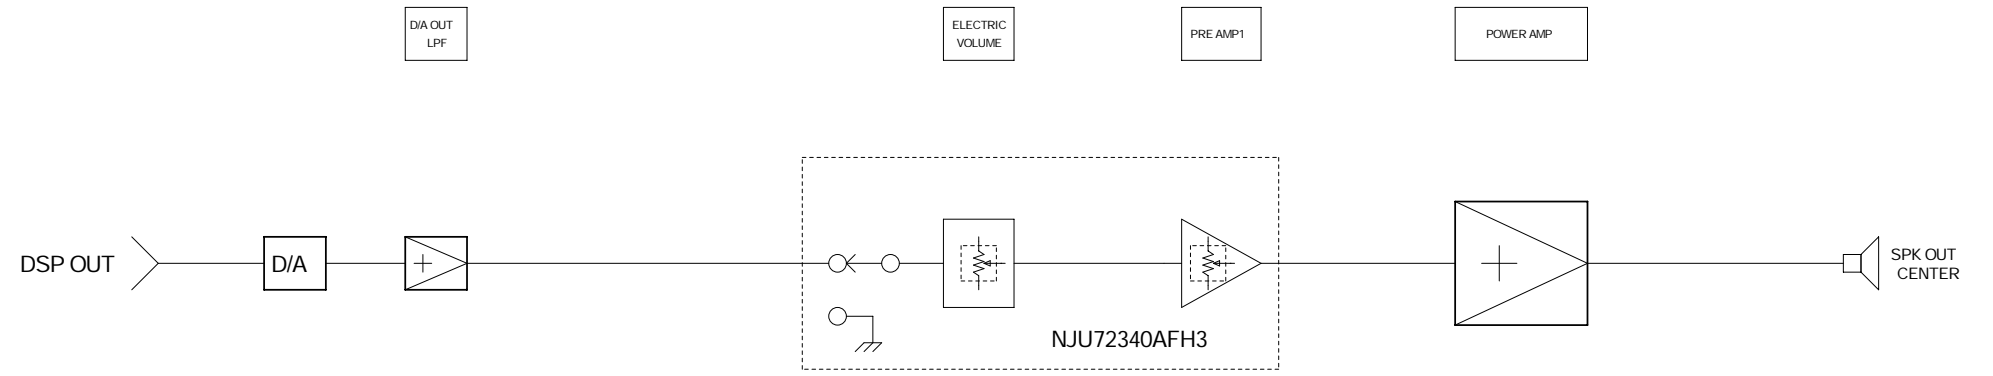 D/A OUT
LPF
ELECTRIC
VOLUME
PRE AMP1
POWER AMP
DSP OUT
D/A
SPK OUT
CENTER
NJU72340AFH3